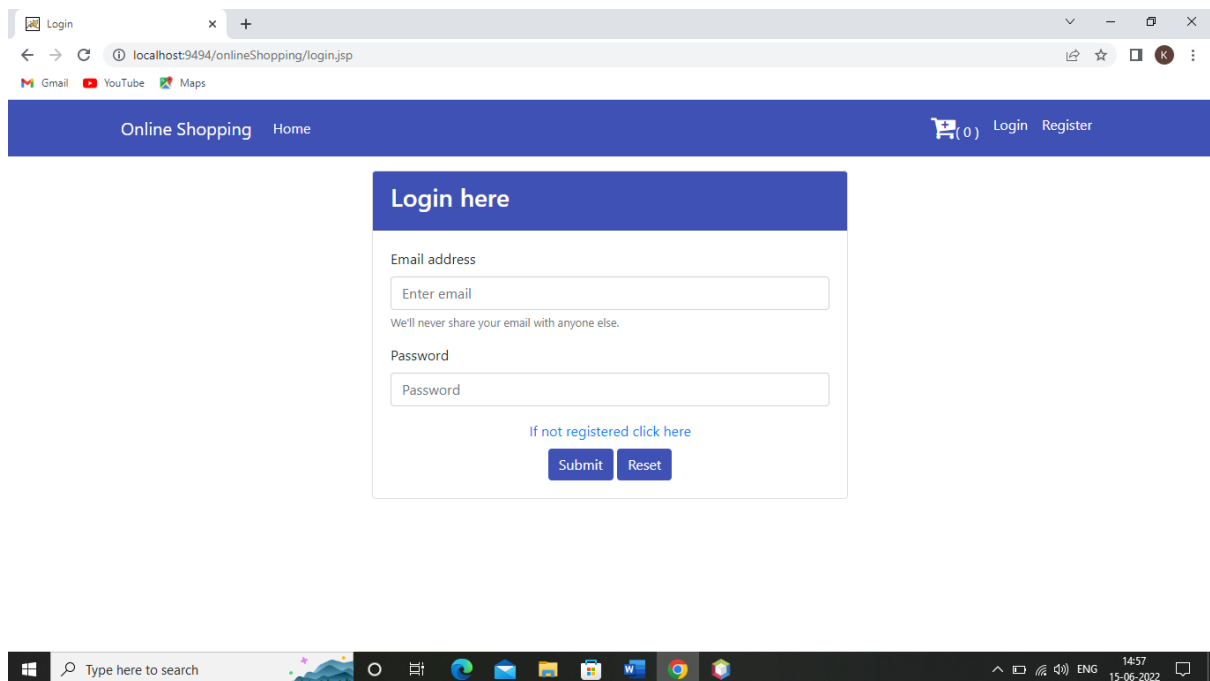 Login
localhost:9494/onlineShopping/login.jsp
K
Gmail YouTube Maps
Online Shopping Home (0) Login Register
Login here
Email address
Enter email
We'll never share your email with anyone else.
Password
Password
If not registered click here
Submit Reset
Type here to search
W
ENG
14:57
15-06-2022